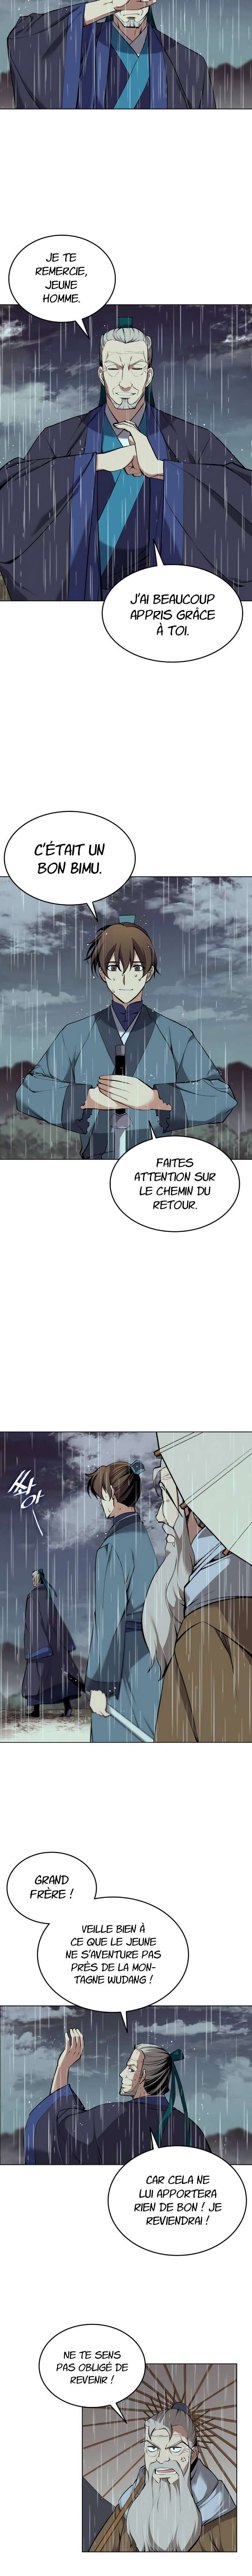 JE TE
REMERCIE,
JEUNE
HOMME.
J'AI BEAUCOUP
APPRIS GRÂCE
À TOI.
C'ÉTAIT UN
BON BIMU.
FAITES
ATTENTION SUR
LE CHEMIN DU
RETOUR.
쏴
아
GRAND
FRÈRE !
VEILLE BIEN À
CE QUE LE JEUNE
NE S'AVENTURE PAS
PRÈS DE LA MON-
TAGNE WUDANG !
CAR CELA NE
LUI APPORTERA
RIEN DE BON ! JE
REVIENDRAI !
NE TE SENS
PAS OBLIGÉ DE
REVENIR !